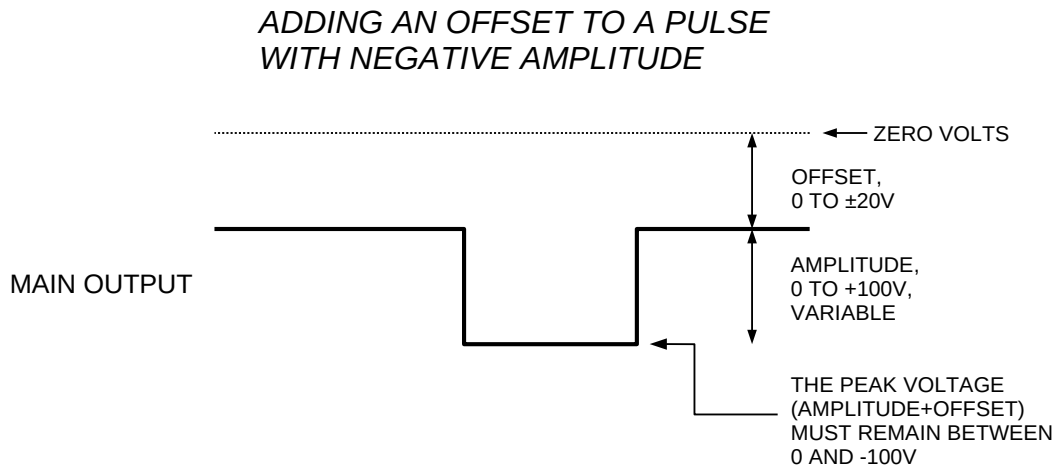 ADDING AN OFFSET TO A PULSE
WITH NEGATIVE AMPLITUDE
ZERO VOLTS
OFFSET,
0 TO ±20V
MAIN OUTPUT
AMPLITUDE,
0 TO +100V,
VARIABLE
THE PEAK VOLTAGE
(AMPLITUDE+OFFSET)
MUST REMAIN BETWEEN
0 AND -100V